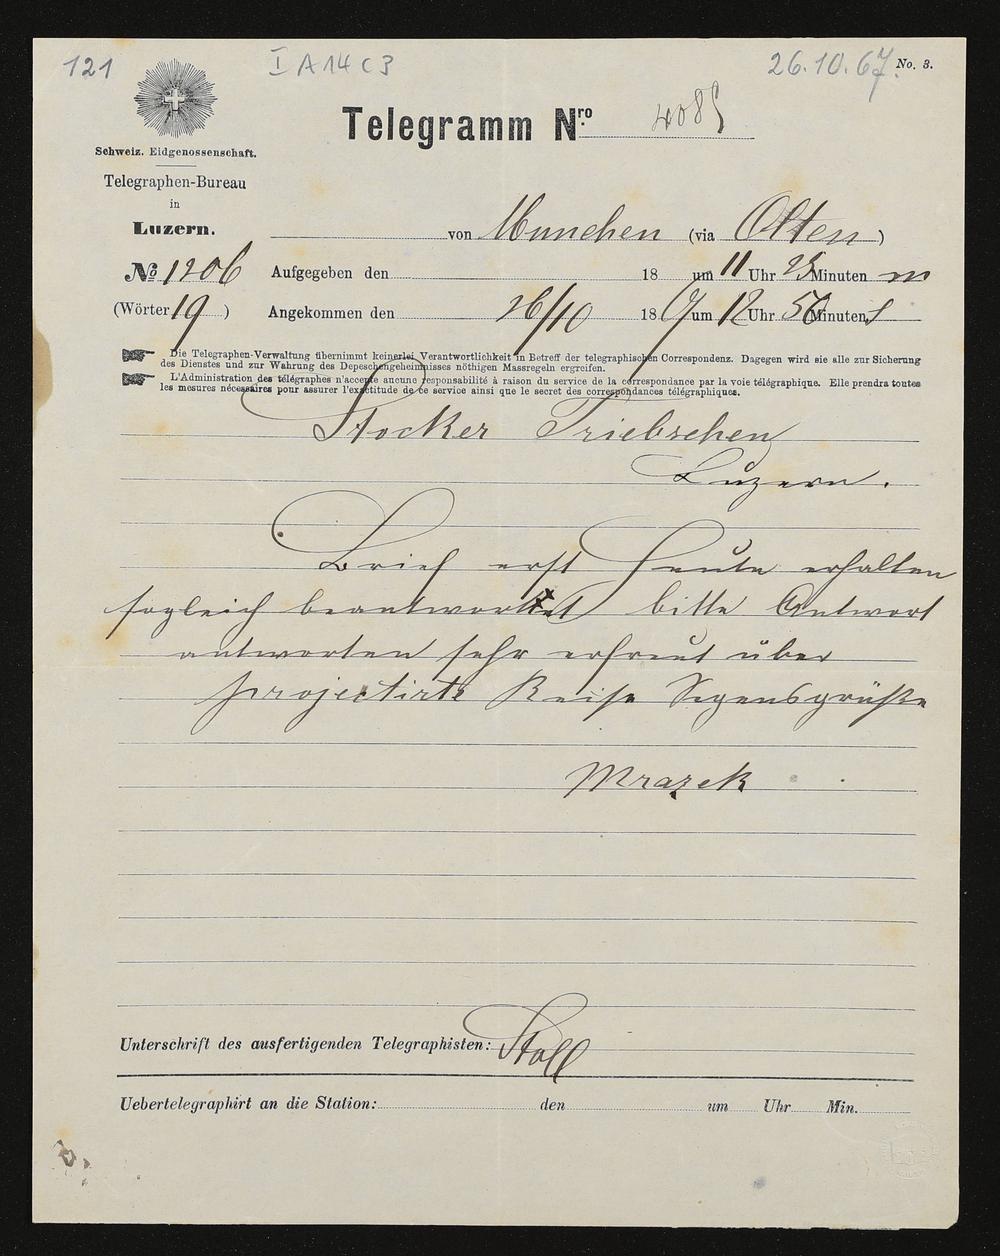 121
I A 14 C 3
26.10.67.
No. 3.
Telegramm Nro. 4085
Schweiz. Eidgenossenschaft.
Telegraphen-Bureau
in
Luzern.
von Munchen (via Olten)
No 1206 Aufgegeben den 18 um 11 Uhr 25 Minuten m
(Wörter 19) Angekommen den 26/10 1867 um 12 Uhr 50 Minuten s
Die Telegraphen-Verwaltung übernimmt keinerlei Verantwortlichkeit in Betreff der telegraphischen Correspondenz. Dagegen wird sie alle zur Sicherung
des Dienstes und zur Wahrung des Depeschengeheimnisses nöthigen Massregeln ergreifen.
L'Administration des télégraphes n'accepte aucune responsabilité à raison du service de la correspondance par la voie télégraphique. Elle prendra toutes
les mesures nécessaires pour assurer l'exactitude de ce service ainsi que le secret des correspondances télégraphiques.
Stocker Triebschen
Luzern.
Brief erst heute erhalten
sogleich beantwortet bitte Antwort
antworten sehr erfreut über
projectirte Reise Segensgrüße
Mrazek
Unterschrift des ausfertigenden Telegraphisten: Stoll
Uebertelegraphirt an die Station: den um Uhr Min.